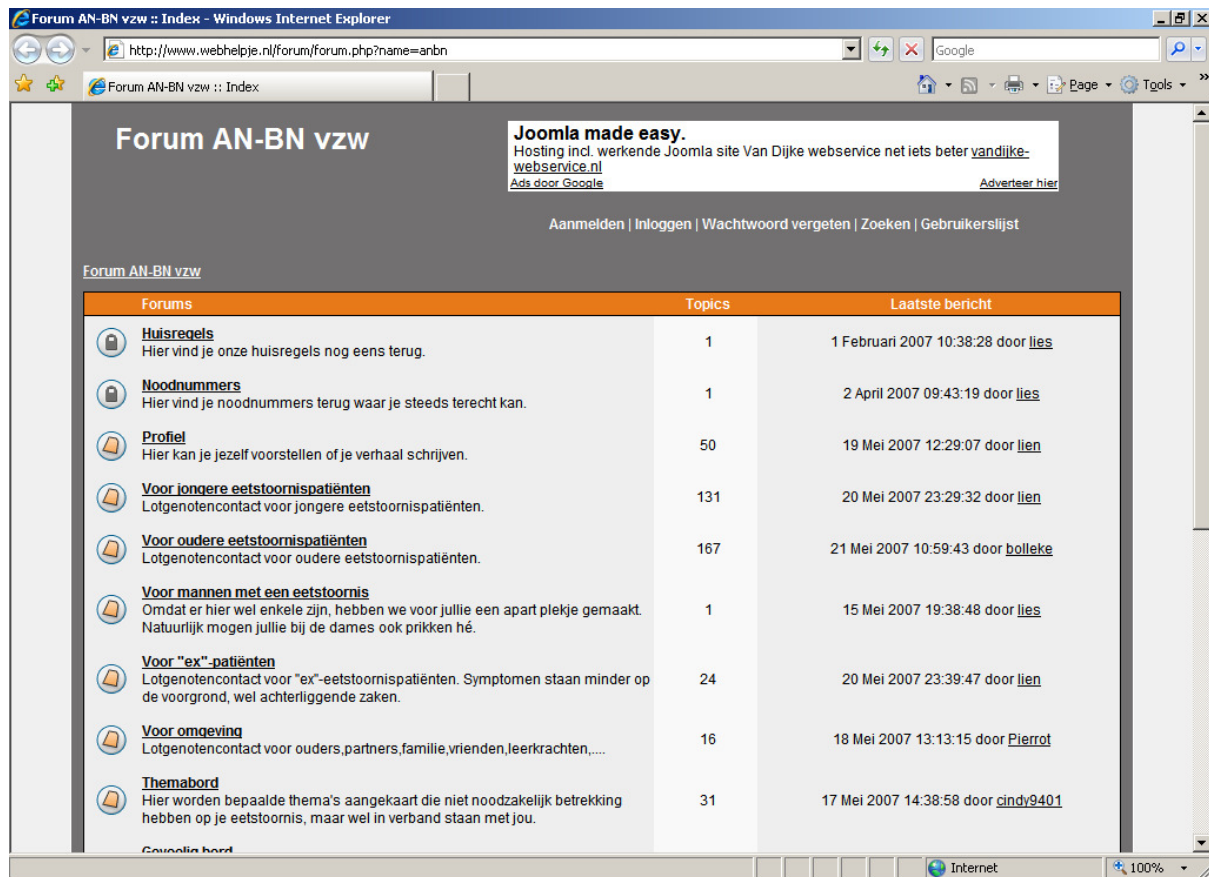 Forum AN-BN vzw :: Index - Windows Internet Explorer
http://www.webhelpje.nl/forum/forum.php?name=anbn
Google
Forum AN-BN vzw :: Index
Page
Tools
Forum AN-BN vzw
Joomla made easy.
Hosting incl. werkende Joomla site Van Dijke webservice net iets beter vandijke-
webservice.nl
Ads door Google Adverteer hier
Aanmelden | Inloggen | Wachtwoord vergeten | Zoeken | Gebruikerslijst
Forum AN-BN vzw
Forums Topics Laatste bericht
Huisregels
Hier vind je onze huisregels nog eens terug.
1
1 Februari 2007 10:38:28 door lies
Noodnummers
Hier vind je noodnummers terug waar je steeds terecht kan.
1
2 April 2007 09:43:19 door lies
Profiel
Hier kan je jezelf voorstellen of je verhaal schrijven.
50
19 Mei 2007 12:29:07 door lien
Voor jongere eetstoornispatiënten
Lotgenotencontact voor jongere eetstoornispatiënten.
131
20 Mei 2007 23:29:32 door lien
Voor oudere eetstoornispatiënten
Lotgenotencontact voor oudere eetstoornispatiënten.
167
21 Mei 2007 10:59:43 door bolleke
Voor mannen met een eetstoornis
Omdat er hier wel enkele zijn, hebben we voor jullie een apart plekje gemaakt.
Natuurlijk mogen jullie bij de dames ook prikken hé.
1
15 Mei 2007 19:38:48 door lies
Voor "ex"-patiënten
Lotgenotencontact voor "ex"-eetstoornispatiënten. Symptomen staan minder op
de voorgrond, wel achterliggende zaken.
24
20 Mei 2007 23:39:47 door lien
Voor omgeving
Lotgenotencontact voor ouders,partners,familie,vrienden,leerkrachten,....
16
18 Mei 2007 13:13:15 door Pierrot
Themabord
Hier worden bepaalde thema's aangekaart die niet noodzakelijk betrekking
hebben op je eetstoornis, maar wel in verband staan met jou.
31
17 Mei 2007 14:38:58 door cindy9401
Internet
100%